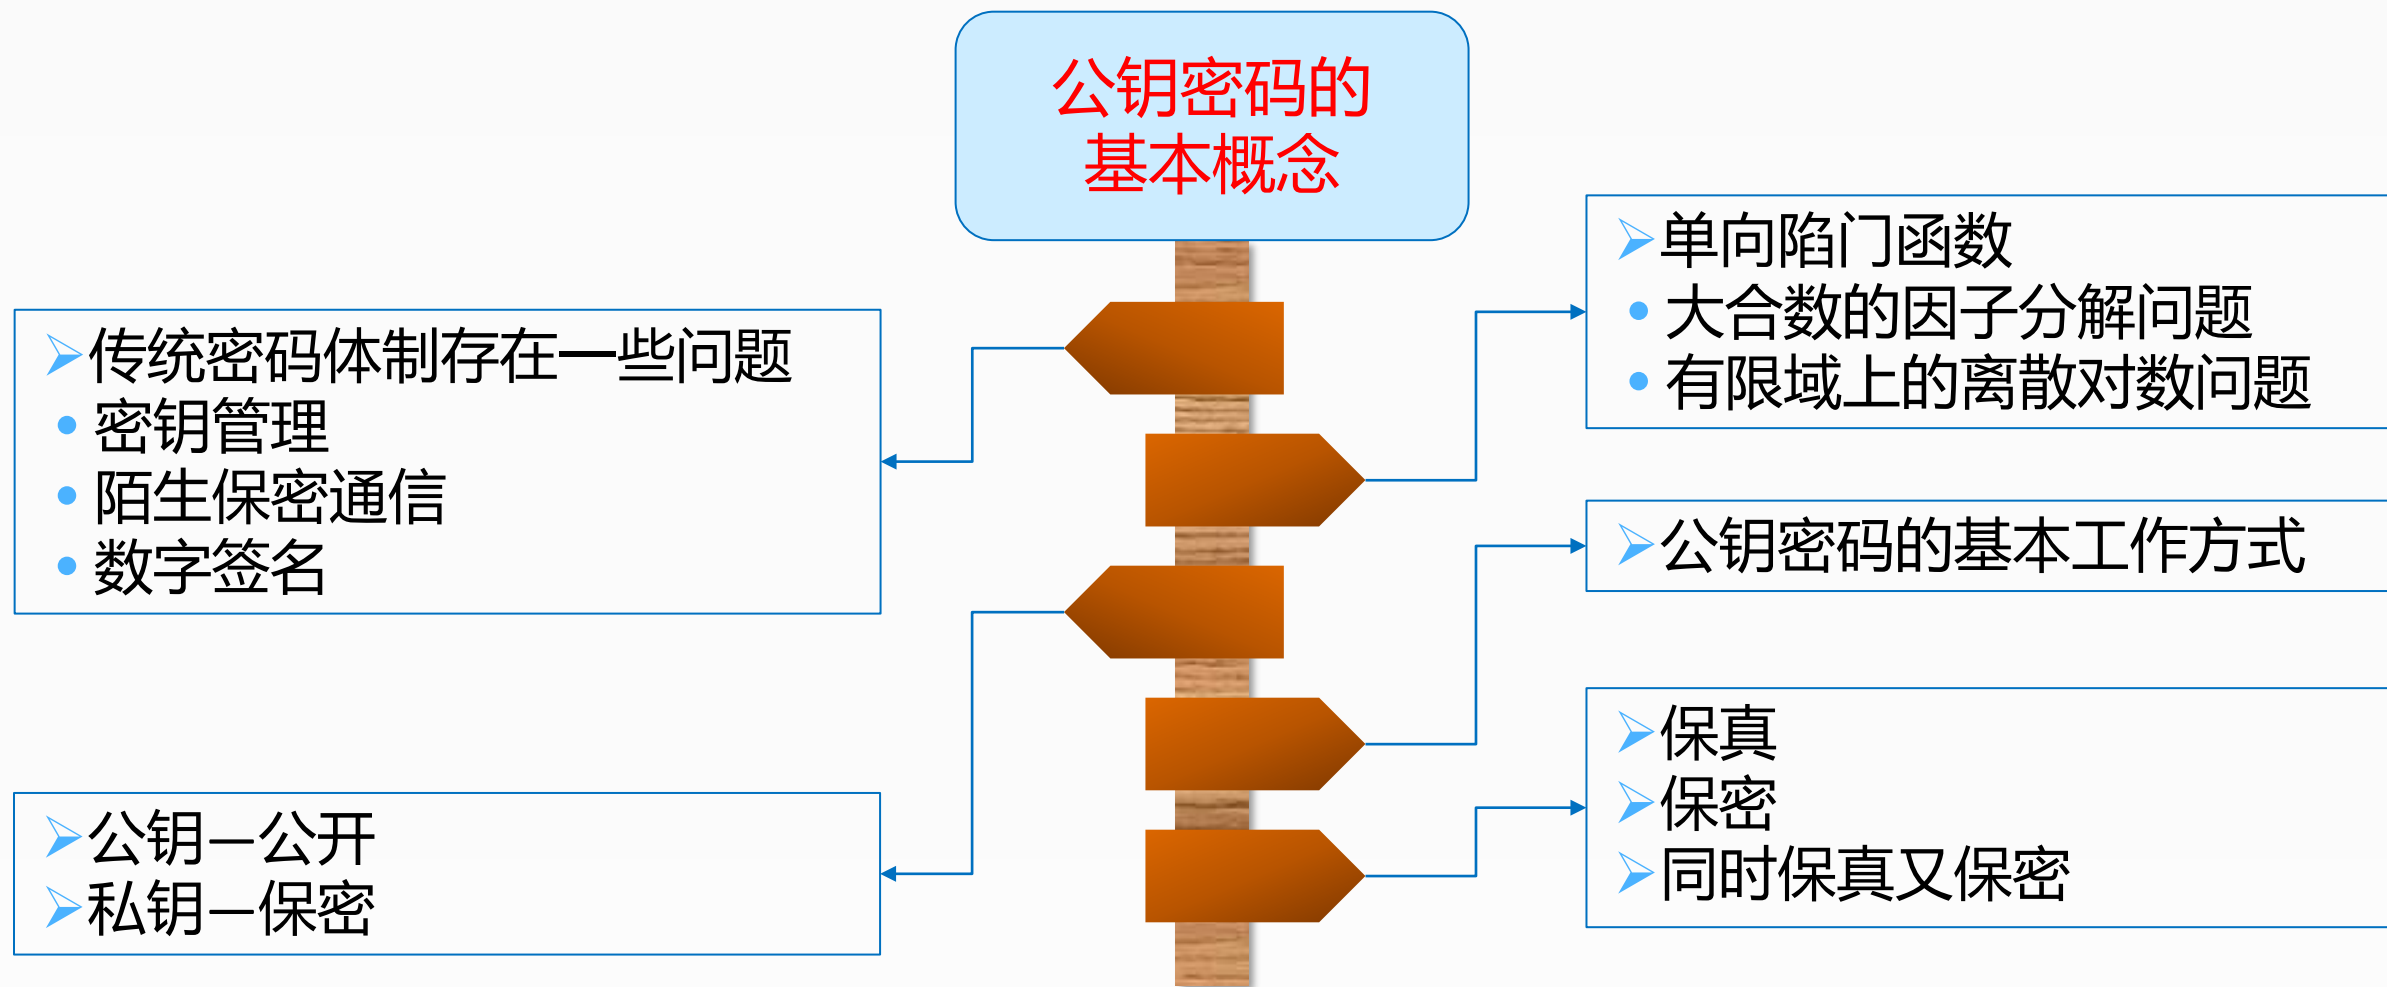 公钥密码的
基本概念
传统密码体制存在一些问题
密钥管理
陌生保密通信
数字签名
公钥—公开
私钥—保密
单向陷门函数
大合数的因子分解问题
有限域上的离散对数问题
公钥密码的基本工作方式
保真
保密
同时保真又保密